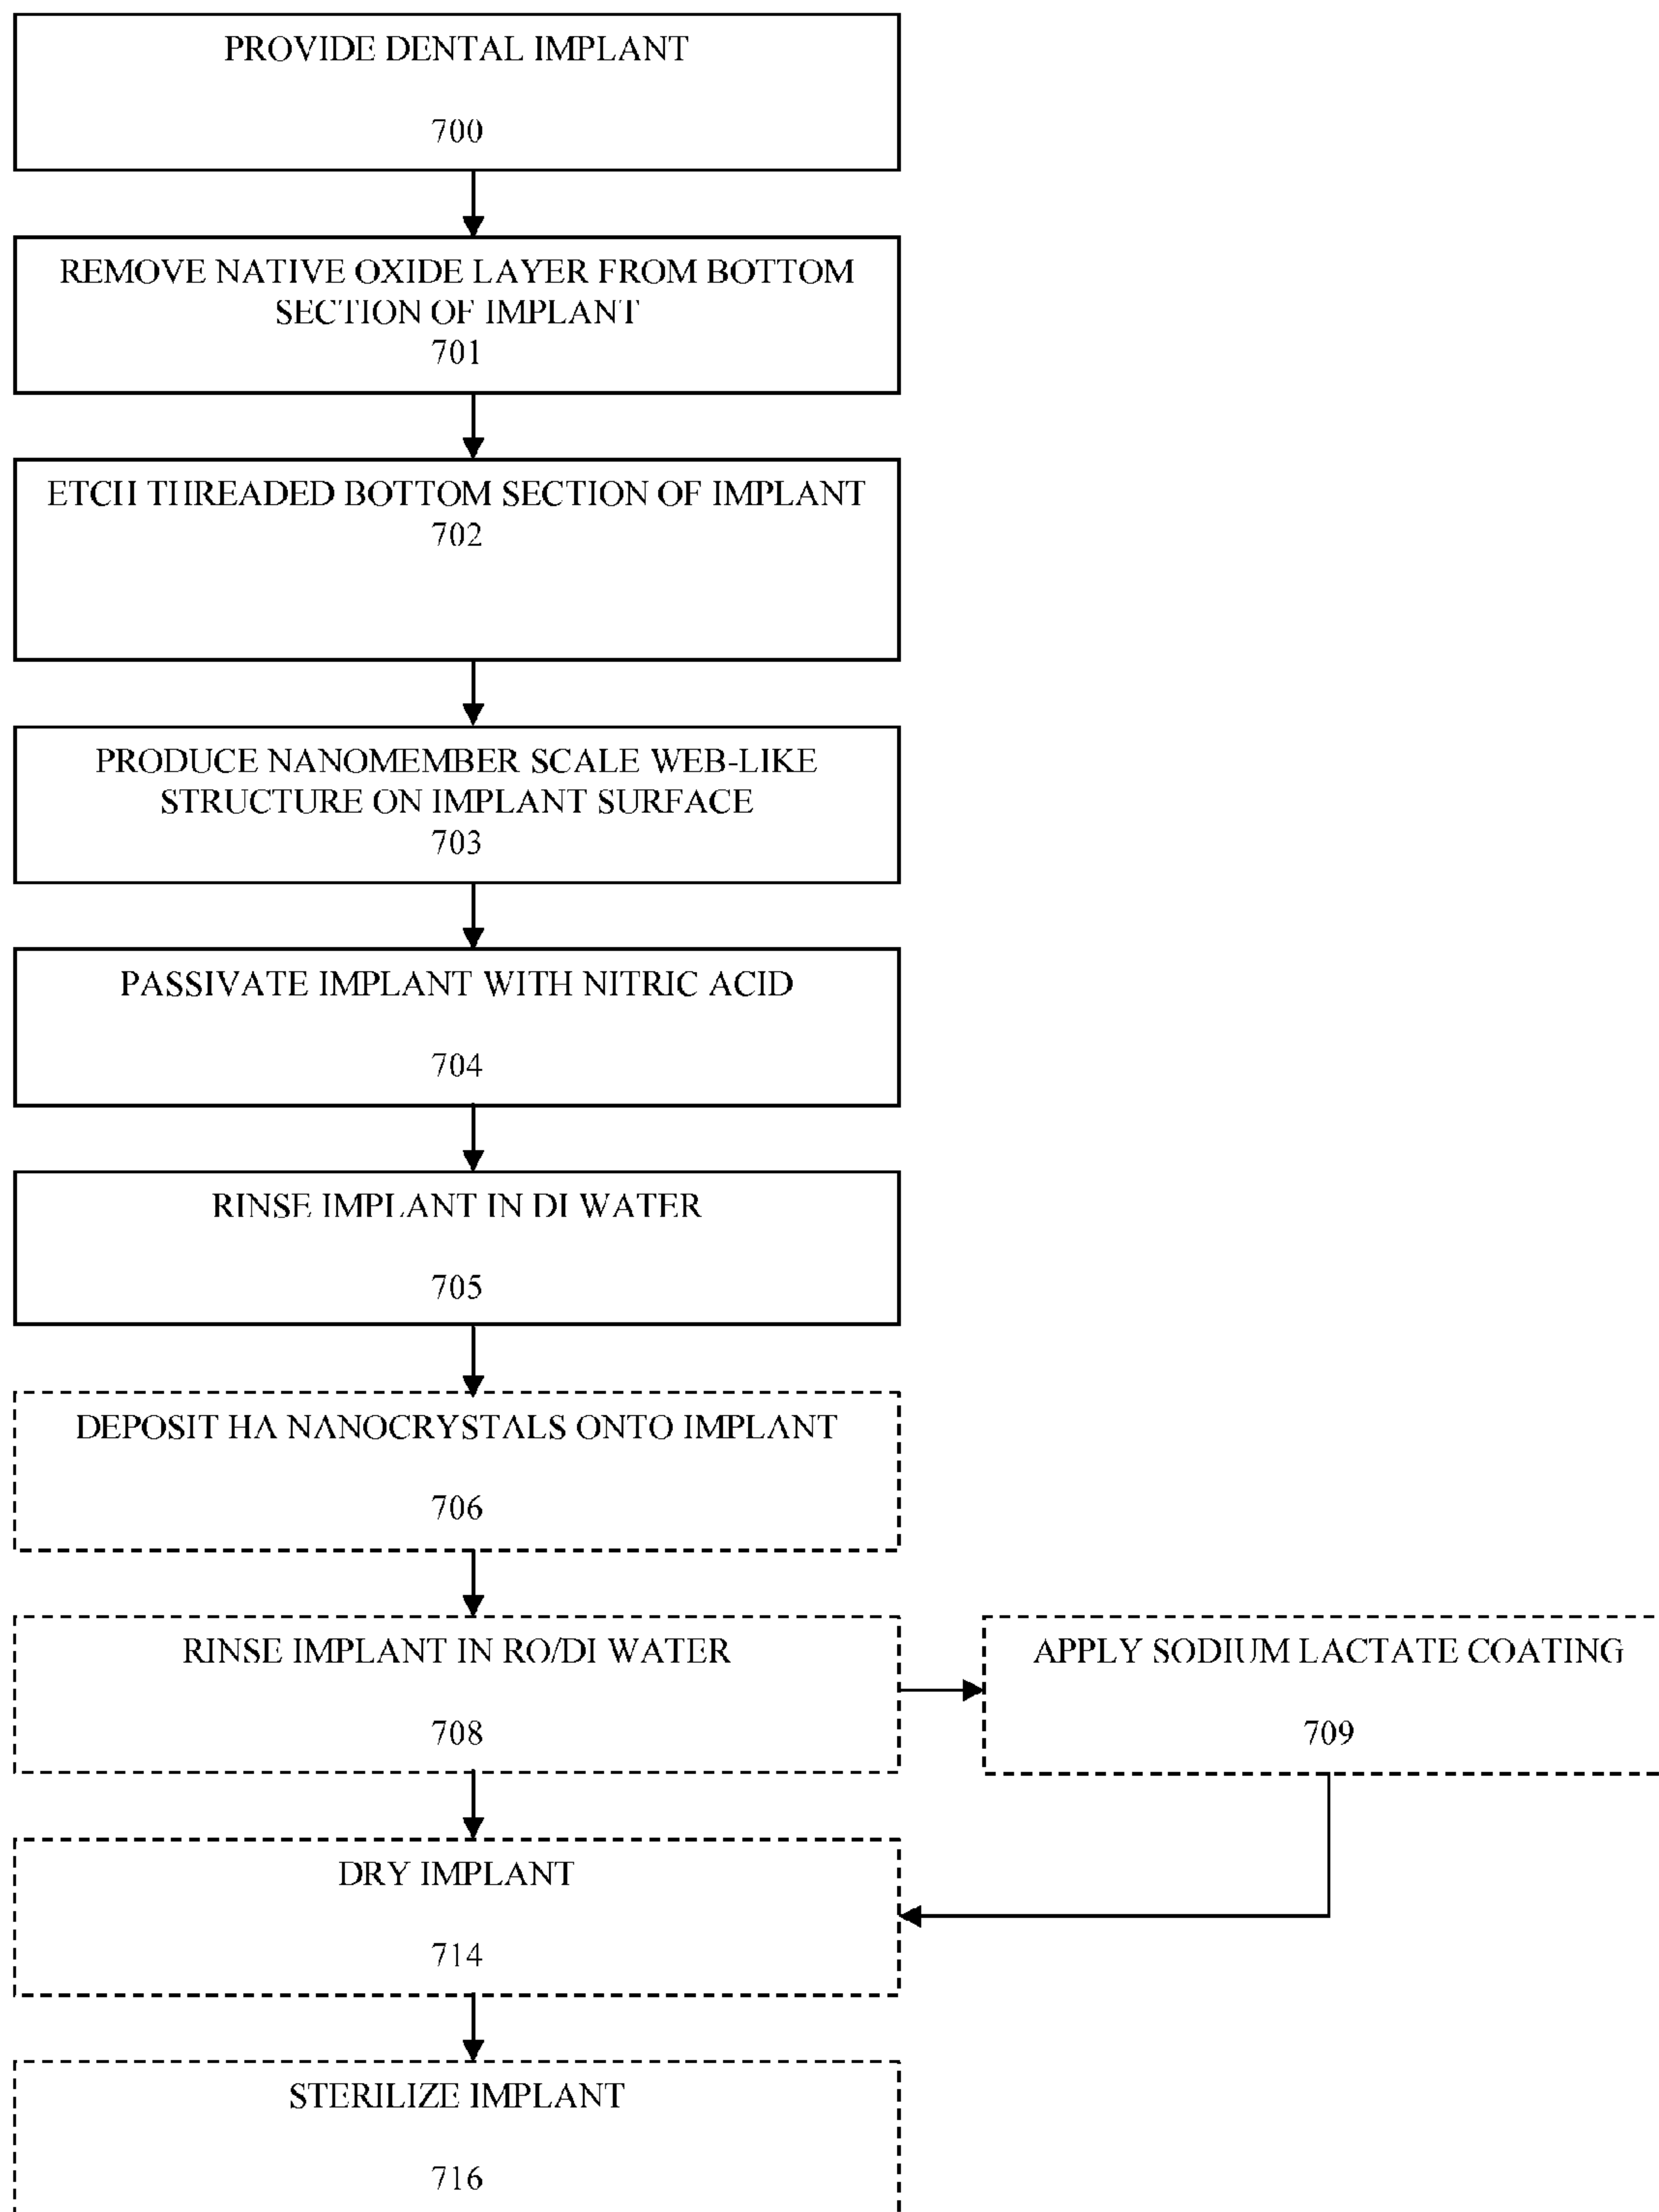 PROVIDE DENTAL IMPLANT
700
REMOVE NATIVE OXIDE LAYER FROM BOTTOM
SECTION OF IMPLANT
701
ETCH THREADED BOTTOM SECTION OF IMPLANT
702
PRODUCE NANOMEMBER SCALE WEB-LIKE
STRUCTURE ON IMPLANT SURFACE
703
PASSIVATE IMPLANT WITH NITRIC ACID
704
RINSE IMPLANT IN DI WATER
705
DEPOSIT HA NANOCRYSTALS ONTO IMPLANT
706
RINSE IMPLANT IN RO/DI WATER
708
APPLY SODIUM LACTATE COATING
709
DRY IMPLANT
714
STERILIZE IMPLANT
716